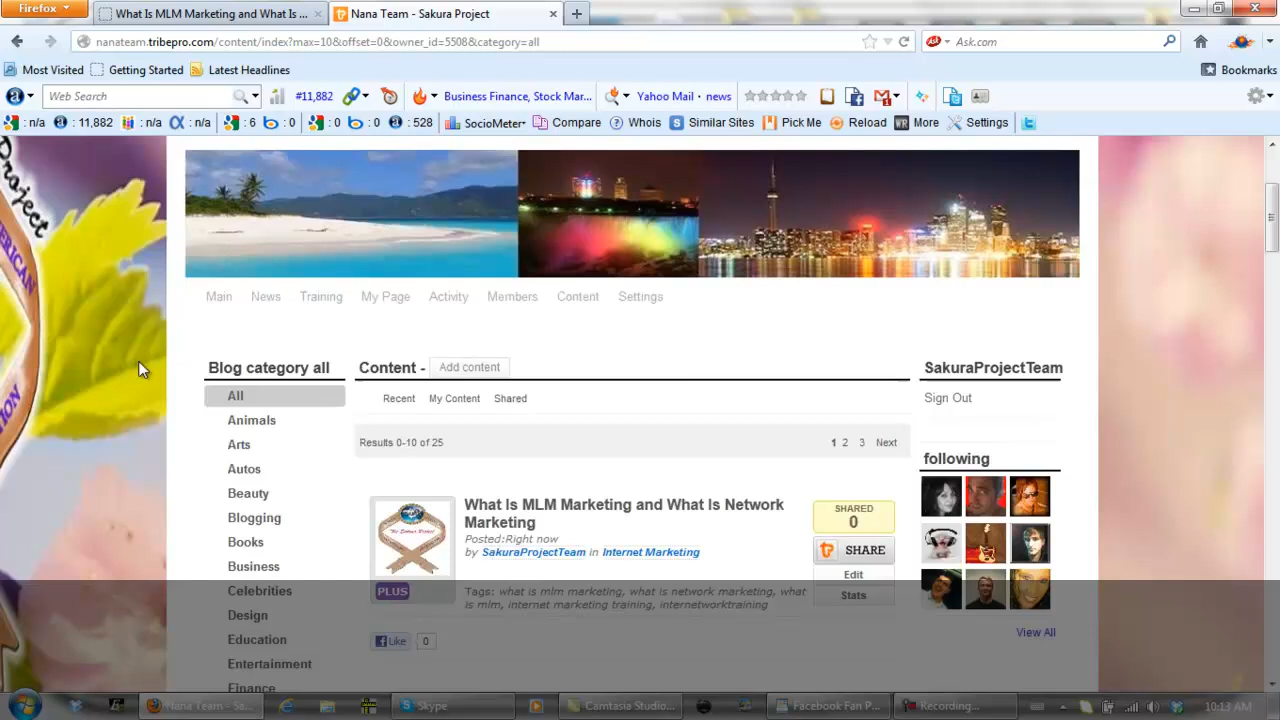 Firefox
What Is MLM Marketing and What Is ...
Nana Team - Sakura Project
nanateam.tribepro.com/content/index?max=10&offset=0&owner_id=5508&category=all
Ask.com
Most Visited
Getting Started
Latest Headlines
Bookmarks
Web Search
#11,882
Business Finance, Stock Mar...
Yahoo Mail · news
: n/a
: 11,882
: n/a
: n/a
: 6
: 0
: 0
: 0
: 528
SocioMeter
Compare
Whois
Similar Sites
Pick Me
Reload
More
Settings
Project
ERICAN
ION
Main
News
Training
My Page
Activity
Members
Content
Settings
Blog category all
All
Animals
Arts
Autos
Beauty
Blogging
Books
Business
Celebrities
Design
Education
Entertainment
Finance
Content -
Add content
Recent
My Content
Shared
Results 0-10 of 25
1 2 3 Next
What Is MLM Marketing and What Is Network
Marketing
Posted:Right now
by SakuraProjectTeam in Internet Marketing
PLUS
Tags: what is mlm marketing, what is network marketing, what
is mlm, internet marketing training, internetworktraining
Like
0
SHARED
0
SHARE
Edit
Stats
SakuraProjectTeam
Sign Out
following
View All
Nana Team - Sa...
Skype
Camtasia Studio...
Facebook Fan P...
Recording...
10:13 AM